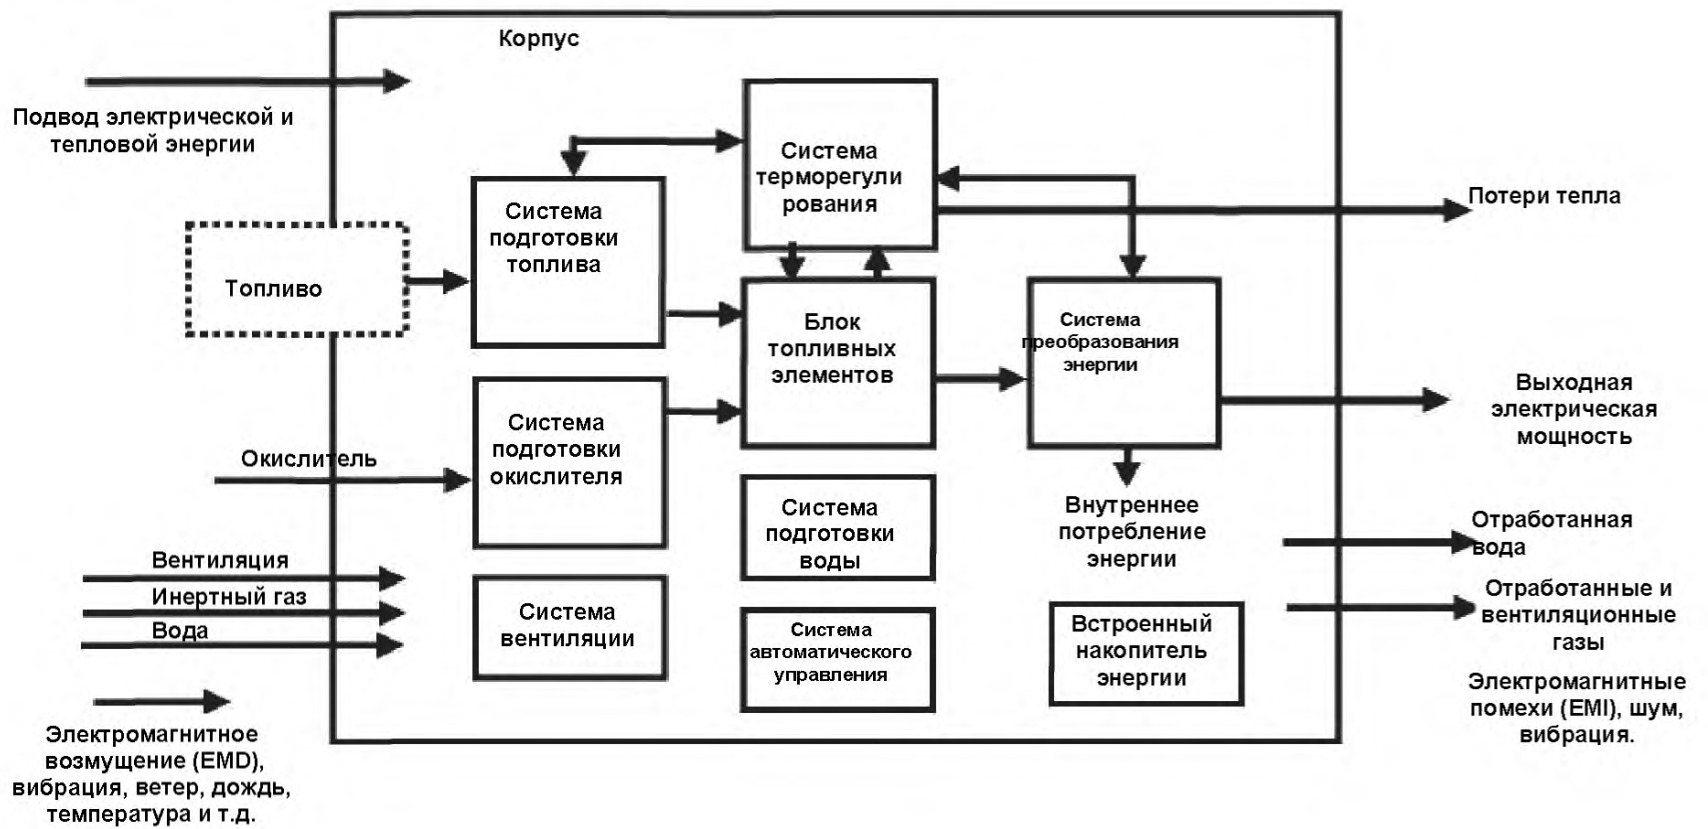 Корпус
Подвод электрической и
тепловой энергии
Топливо
Система
подготовки
топлива
Система
терморегули
рования
Потери тепла
Блок
топливных
элементов
Система
преобразования
энергии
Выходная
электрическая
мощность
Окислитель
Система
подготовки
окислителя
Система
подготовки
воды
Внутреннее
потребление
энергии
Отработанная
вода
Вентиляция
Инертный газ
Вода
Система
вентиляции
Система
автоматического
управления
Встроенный
накопитель
энергии
Отработанные и
вентиляционные
газы
Электромагнитное
возмущение (EMD),
вибрация, ветер, дождь,
температура и т.д.
Электромагнитные
помехи (EMI), шум,
вибрация.